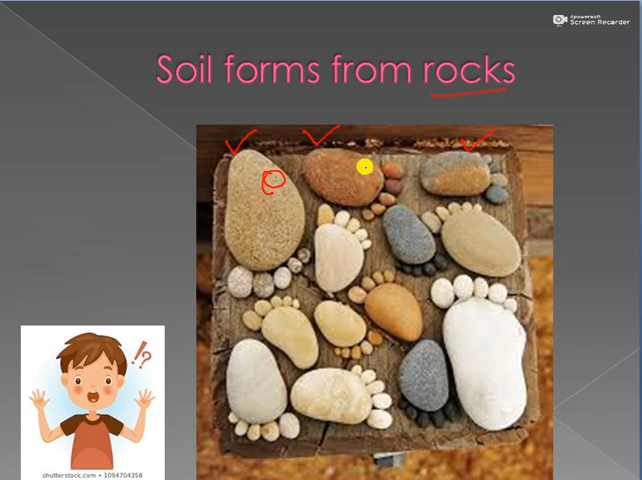 Apowersoft
Screen Recorder
Soil forms from rocks
!?
shutterstock.com • 1094704358